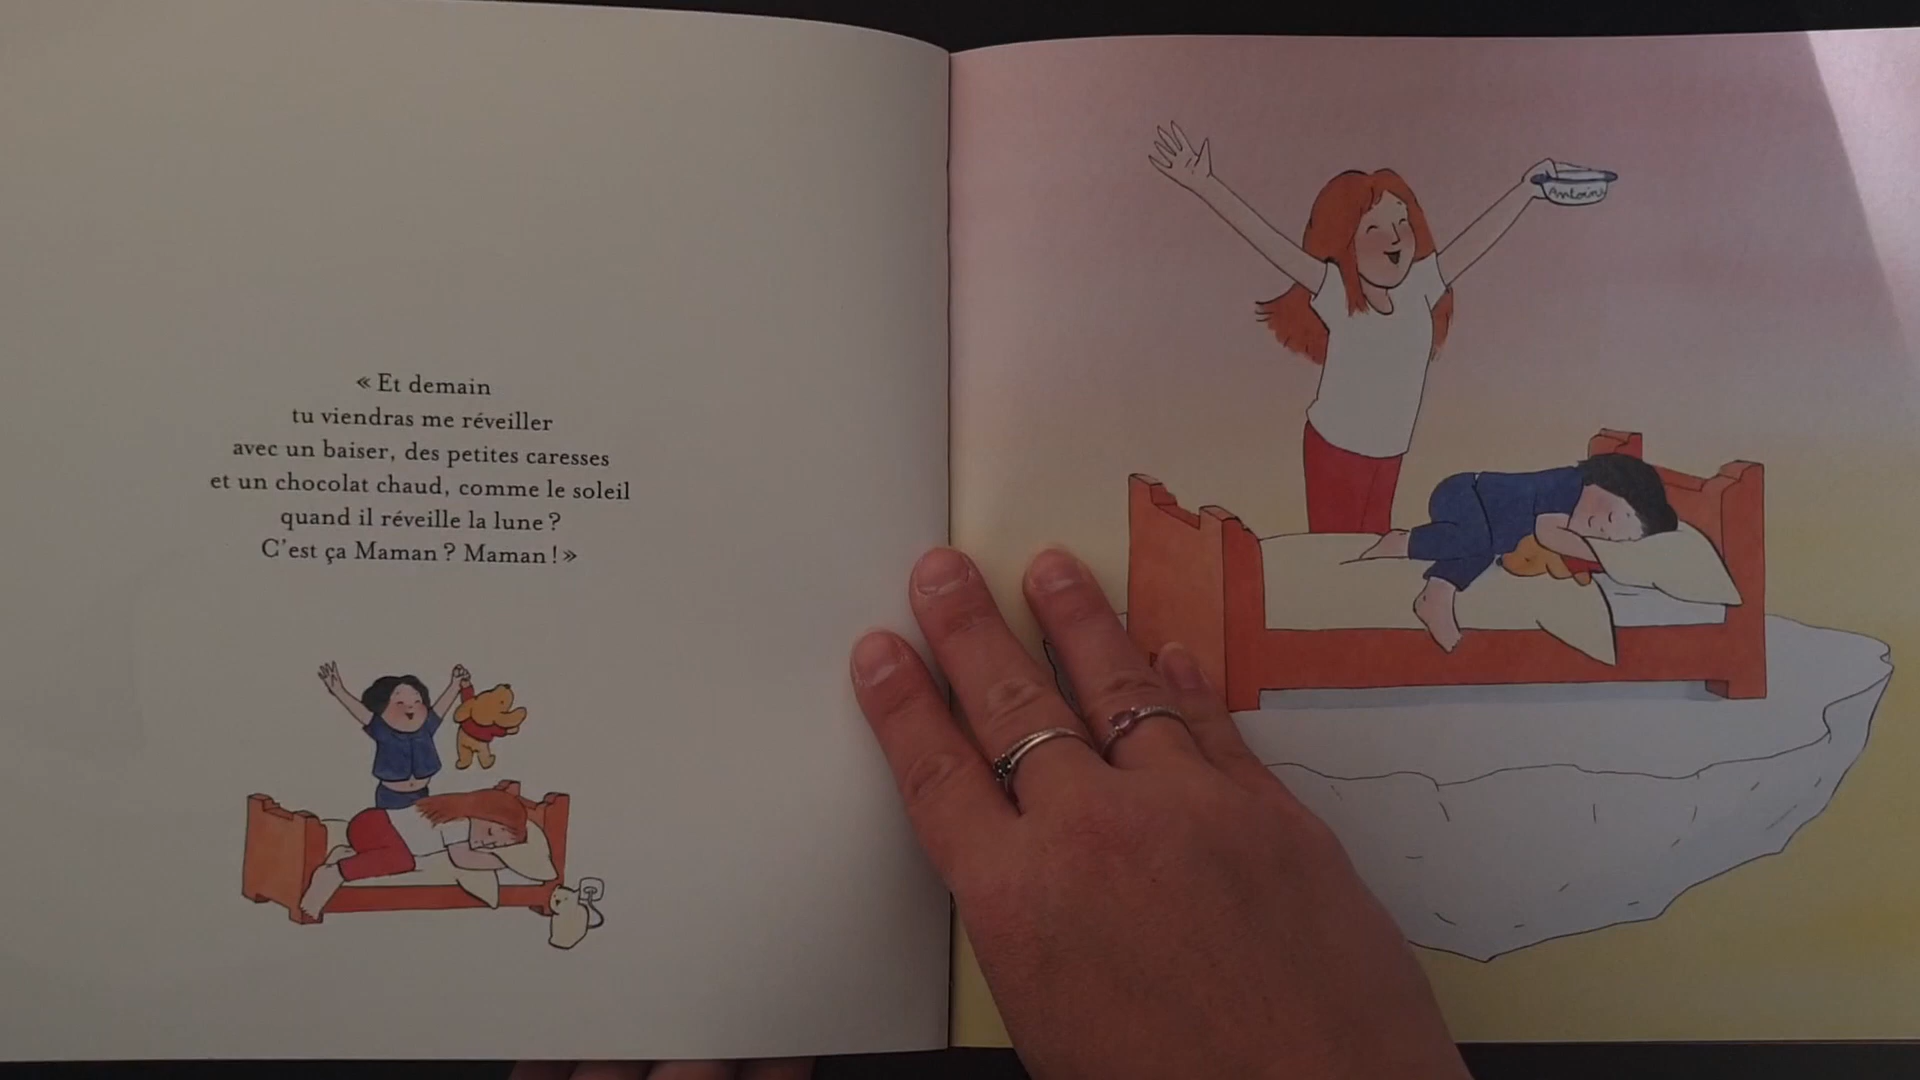 « Et demain
tu viendras me réveiller
avec un baiser, des petites caresses
et un chocolat chaud, comme le soleil
quand il réveille la lune ?
C’est ça Maman ? Maman ! »
Antoine